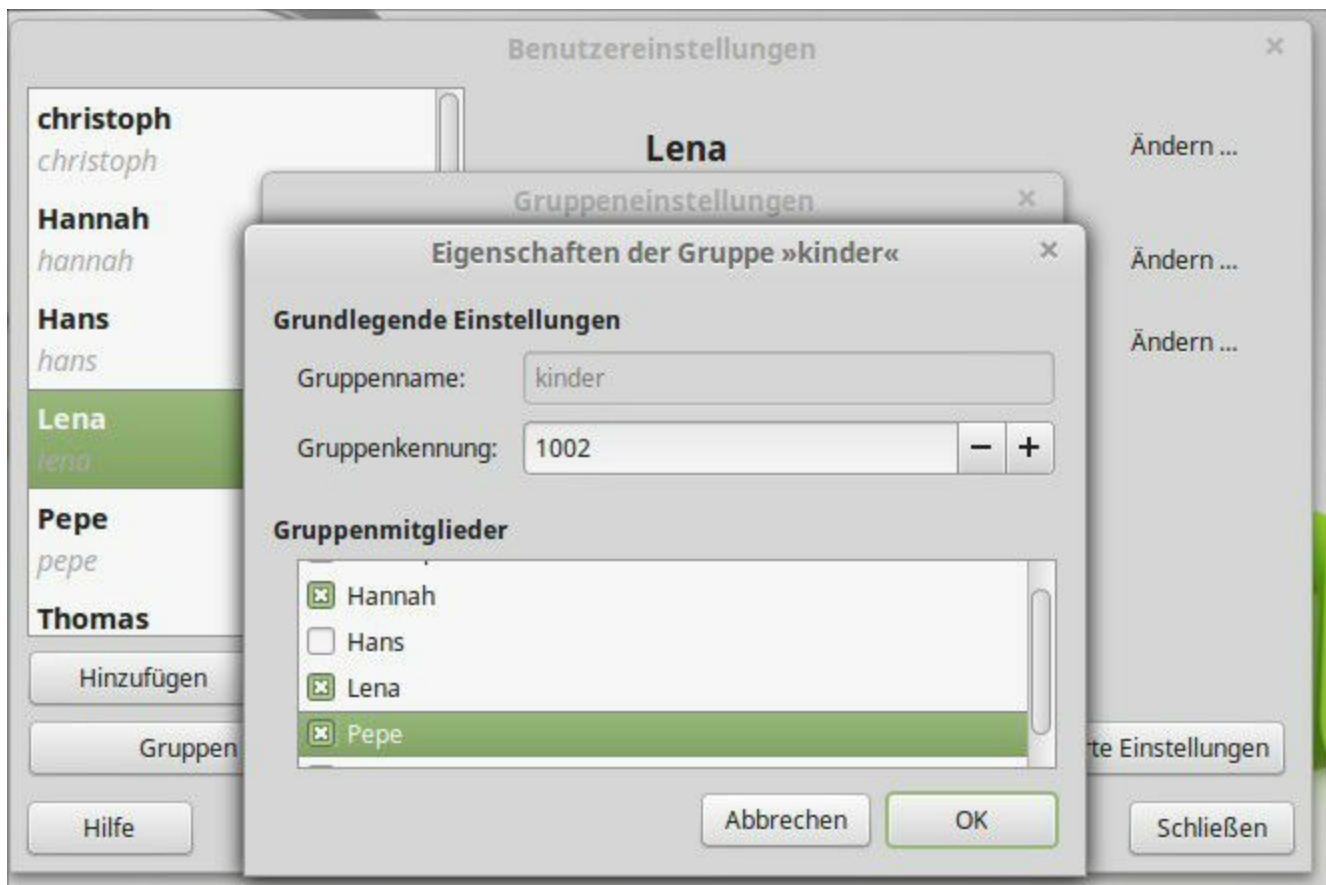 Benutzereinstellungen
christoph
christoph
Hannah
hannah
Hans
hans
Lena
lena
Pepe
pepe
Thomas
Hinzufügen
Gruppen
Hilfe
Lena
Ändern ...
Ändern ...
Ändern ...
te Einstellungen
Schließen
Gruppeneinstellungen
Eigenschaften der Gruppe »kinder«
Grundlegende Einstellungen
Gruppenname: kinder
Gruppenkennung: 1002
Gruppenmitglieder
Hannah
Hans
Lena
Pepe
Abbrechen
OK